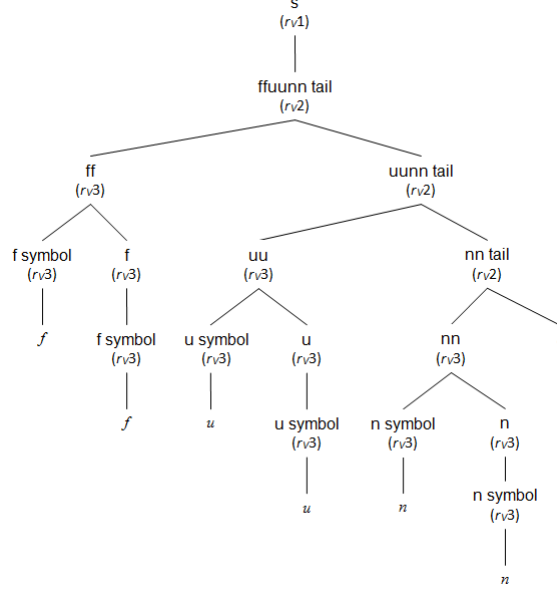 s
(rv1)
ffuunn tail
(rv2)
ff
(rv3)
uunn tail
(rv2)
f symbol
(rv3)
f
(rv3)
uu
(rv3)
nn tail
(rv2)
f
f symbol
(rv3)
u symbol
(rv3)
u
(rv3)
nn
(rv3)
f
u
u symbol
(rv3)
n symbol
(rv3)
n
(rv3)
u
n
n symbol
(rv3)
n